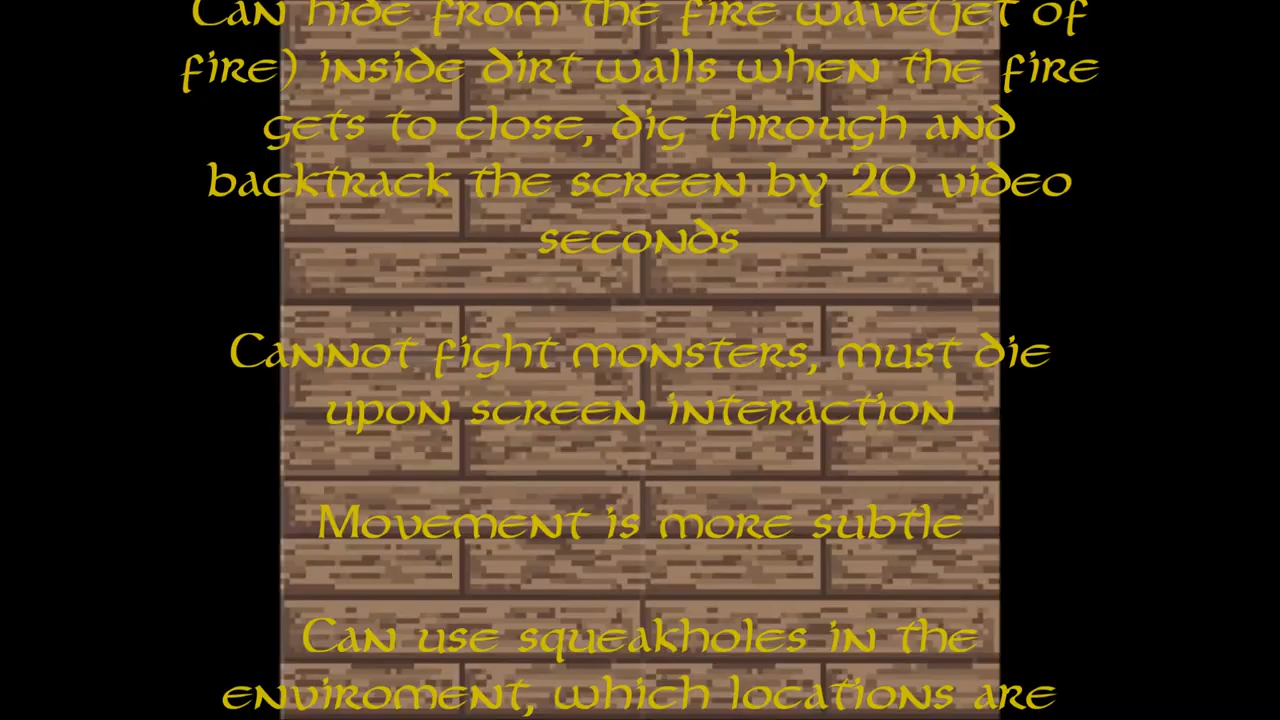 Can hide from the fire wave(jet of
fire) inside dirt walls when the fire
gets to close, dig through and
backtrack the screen by 20 video
seconds
Cannot fight monsters, must die
upon screen interaction
Movement is more subtle
Can use squeakholes in the
enviroment, which locations are